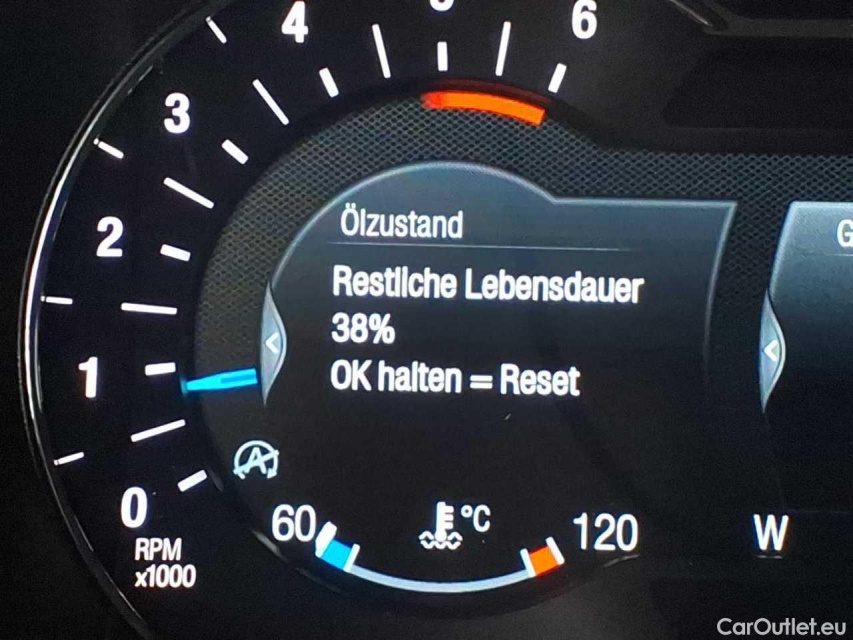 4
6
3
2
1
0
RPM
x1000
Ölzustand
Restliche Lebensdauer
38%
OK halten = Reset
60
°C
120
G
W
CarOutlet.eu